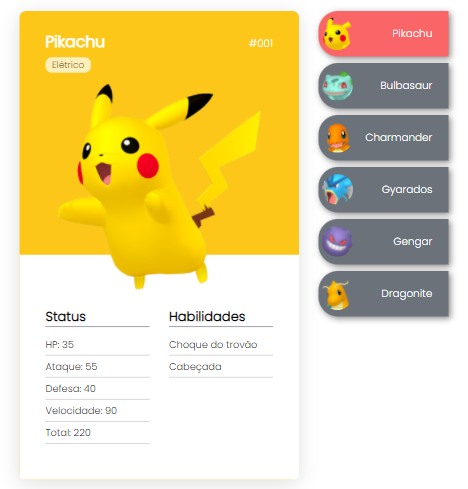 Pikachu
#001
Elétrico
Status
HP: 35
Ataque: 55
Defesa: 40
Velocidade: 90
Total: 220
Habilidades
Choque do trovão
Cabeçada
Pikachu
Bulbasaur
Charmander
Gyarados
Gengar
Dragonite